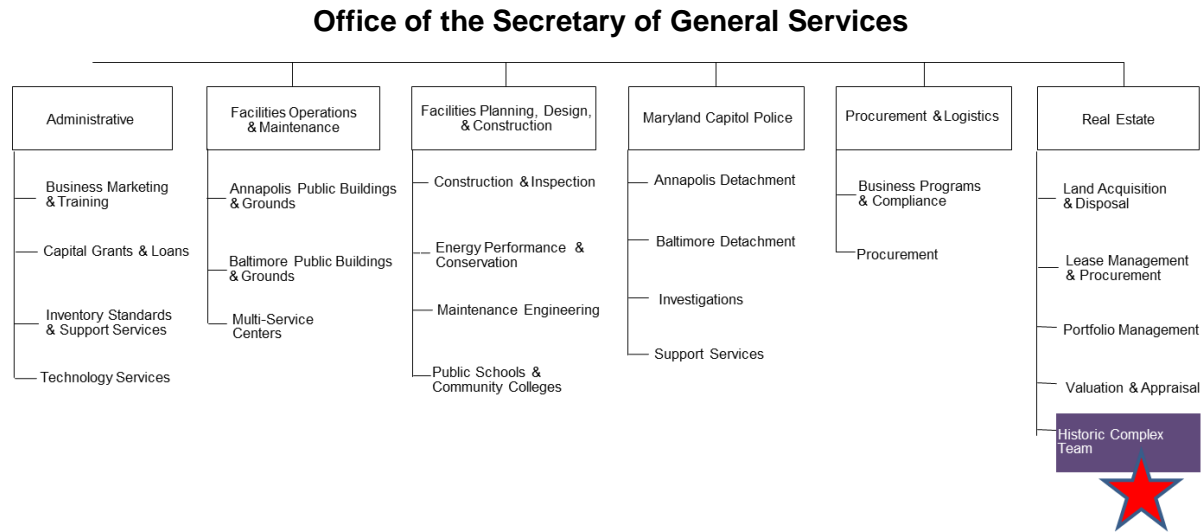 Office of the Secretary of General Services
Administrative
Business Marketing
& Training
Capital Grants & Loans
Inventory Standards
& Support Services
Technology Services
Facilities Operations
& Maintenance
Annapolis Public Buildings
& Grounds
Baltimore Public Buildings
& Grounds
Multi-Service
Centers
Facilities Planning, Design,
& Construction
Construction & Inspection
Energy Performance &
Conservation
Maintenance Engineering
Public Schools &
Community Colleges
Maryland Capitol Police
Annapolis Detachment
Baltimore Detachment
Investigations
Support Services
Procurement & Logistics
Business Programs
& Compliance
Procurement
Real Estate
Land Acquisition
& Disposal
Lease Management
& Procurement
Portfolio Management
Valuation & Appraisal
Historic Complex
Team